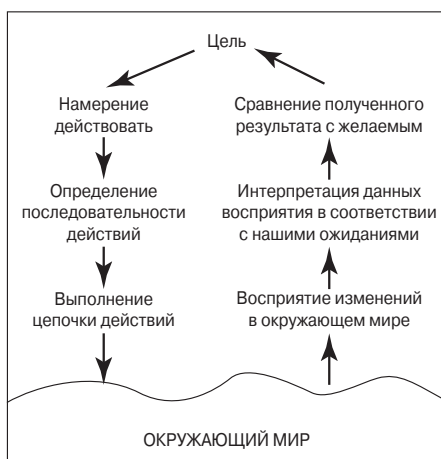 Цель
Намерение
действовать
Определение
последовательности
действий
Выполнение
цепочки действий
Сравнение полученного
результата с желаемым
Интерпретация данных
восприятия в соответствии
с нашими ожиданиями
Восприятие изменений
в окружающем мире
ОКРУЖАЮЩИЙ МИР